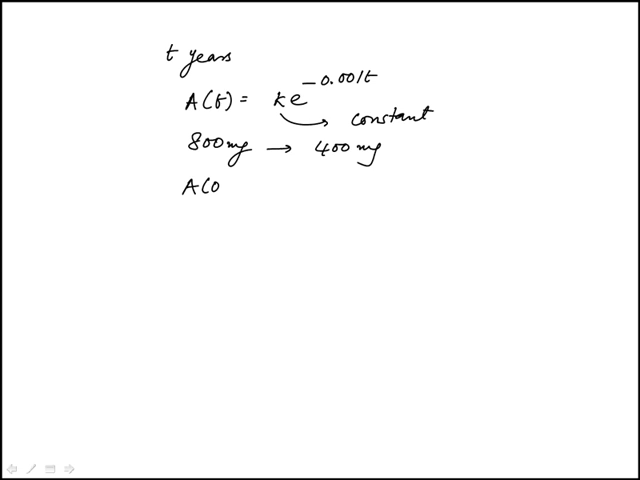 t years
A(t) = ke^-0.001t
constant
800mg → 400mg
A(0